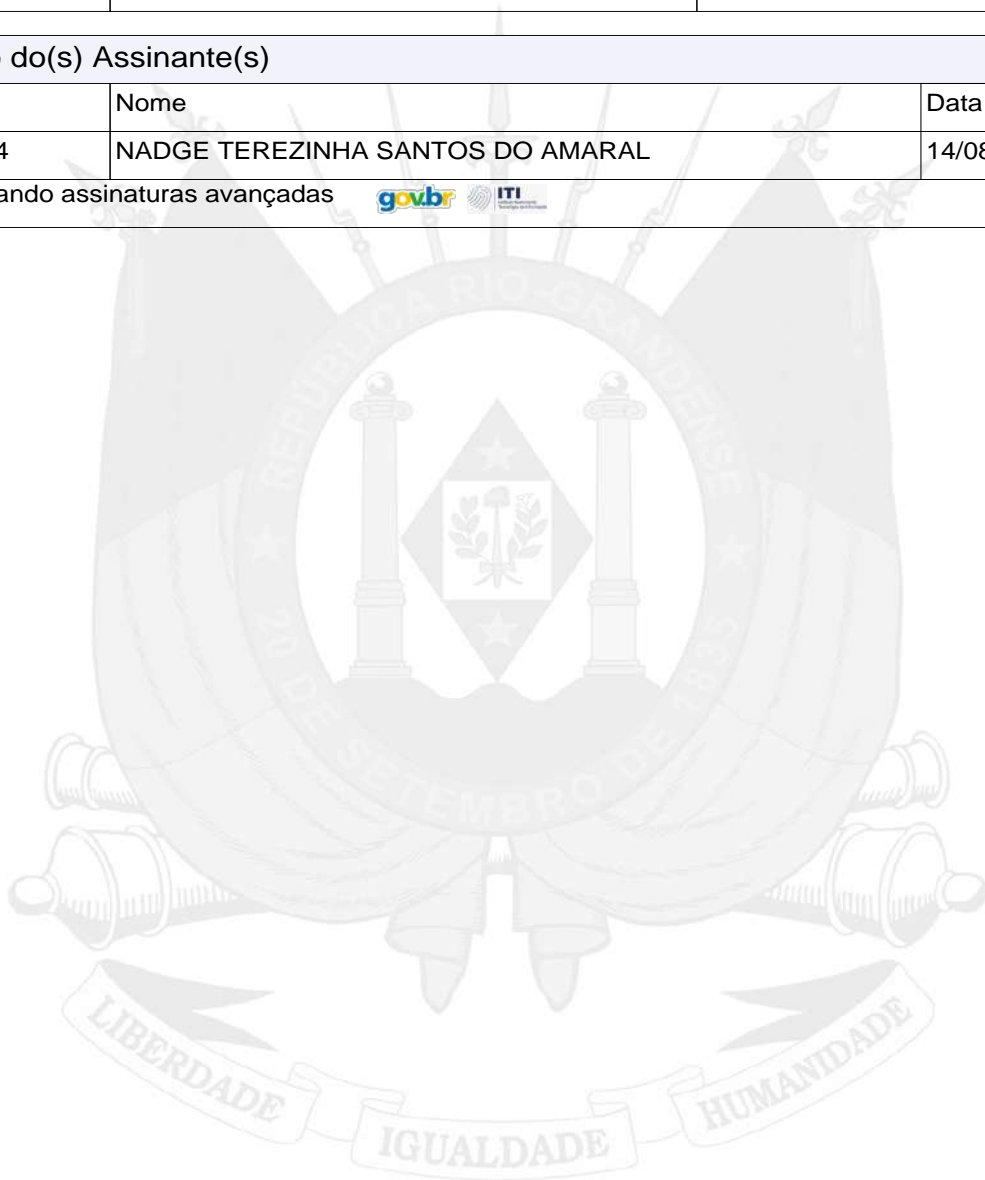 do(s) Assinante(s)
Nome Data
4 NADGE TEREZINHA SANTOS DO AMARAL 14/08
ando assinaturas avançadas gov.br ITI
REPÚBLICA RIO-GRANDENSE
20 DE SETEMBRO DE 1835
LIBERDADE IGUALDADE HUMANIDADE